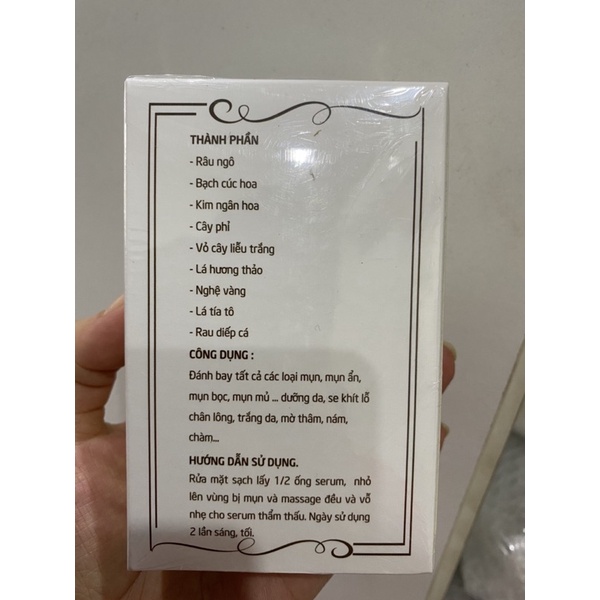 THÀNH PHẦN
- Râu ngô
- Bạch cúc hoa
- Kim ngân hoa
- Cây phỉ
- Vỏ cây liễu trắng
- Lá hương thảo
- Nghệ vàng
- Lá tía tô
- Rau diếp cá
CÔNG DỤNG :
Đánh bay tất cả các loại mụn, mụn ẩn,
mụn bọc, mụn mủ ... dưỡng da, se khít lỗ
chân lông, trắng da, mờ thâm, nám,
chàm...
HƯỚNG DẪN SỬ DỤNG.
Rửa mặt sạch lấy 1/2 ống serum, nhỏ
lên vùng bị mụn và massage đều và vỗ
nhẹ cho serum thẩm thấu. Ngày sử dụng
2 lần sáng, tối.